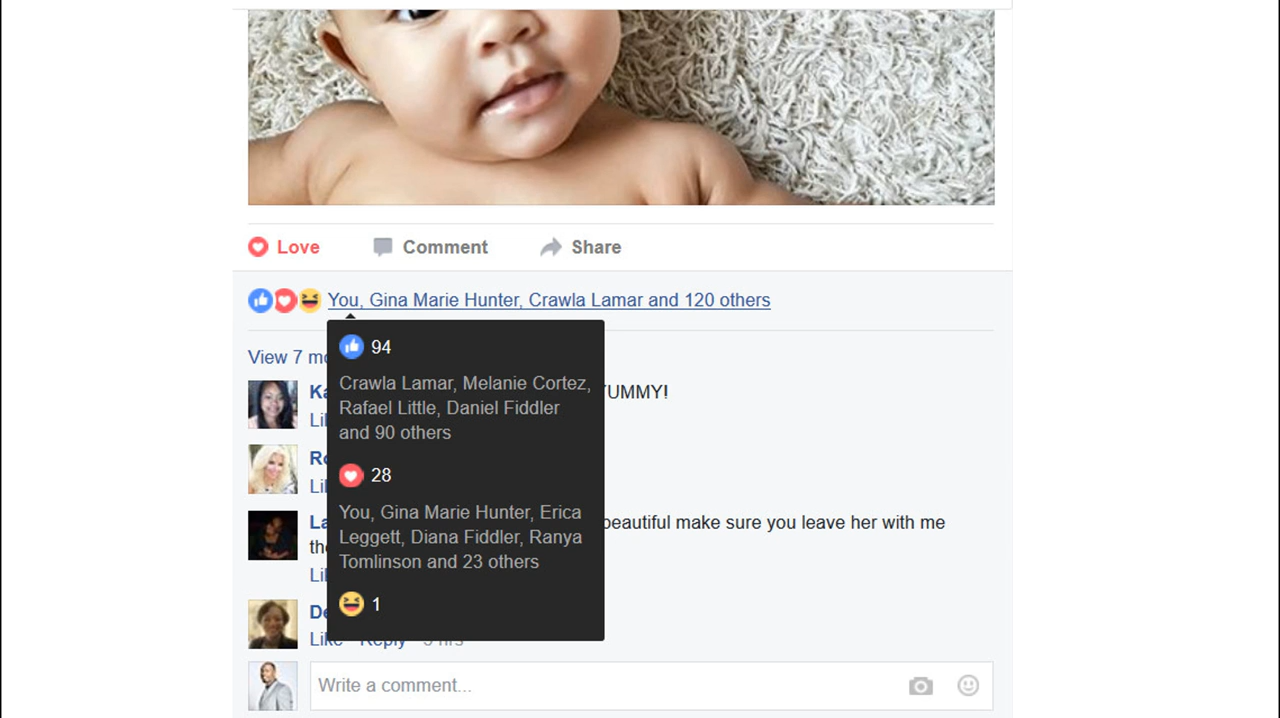 Love
Comment
Share
You, Gina Marie Hunter, Crawla Lamar and 120 others
94
Crawla Lamar, Melanie Cortez,
Rafael Little, Daniel Fiddler
and 90 others
28
You, Gina Marie Hunter, Erica
Leggett, Diana Fiddler, Ranya
Tomlinson and 23 others
1
View 7
YUMMY!
beautiful make sure you leave her with me
Like Reply 3 hrs
Write a comment...